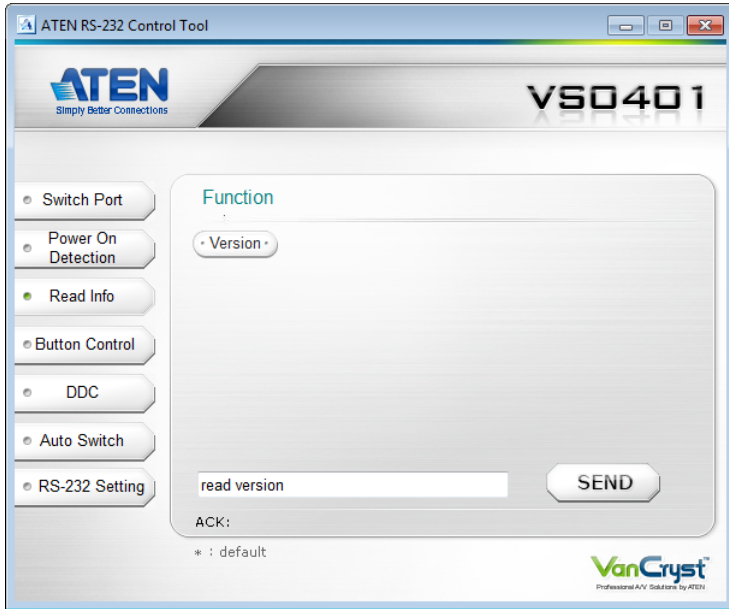 ATEN RS-232 Control Tool
ATEN
Simply Better Connections
VS0401
Switch Port
Power On
Detection
Read Info
Button Control
DDC
Auto Switch
RS-232 Setting
Function
· Version ·
read version
SEND
ACK:
* : default
VanCryst™
Professional A/V Solutions by ATEN